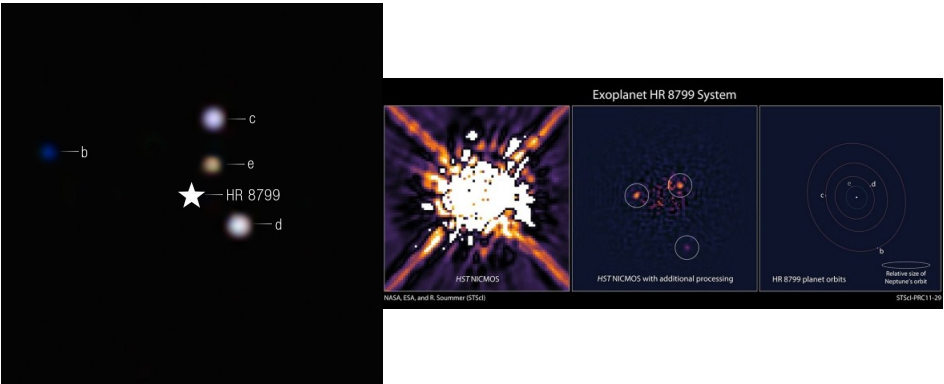 c
b
e
HR 8799
d
Exoplanet HR 8799 System
HST NICMOS
HST NICMOS with additional processing
e
d
c
b
Relative size of
Neptune's orbit
HR 8799 planet orbits
NASA, ESA, and R. Soummer (STScI)
STScI-PRC11-29